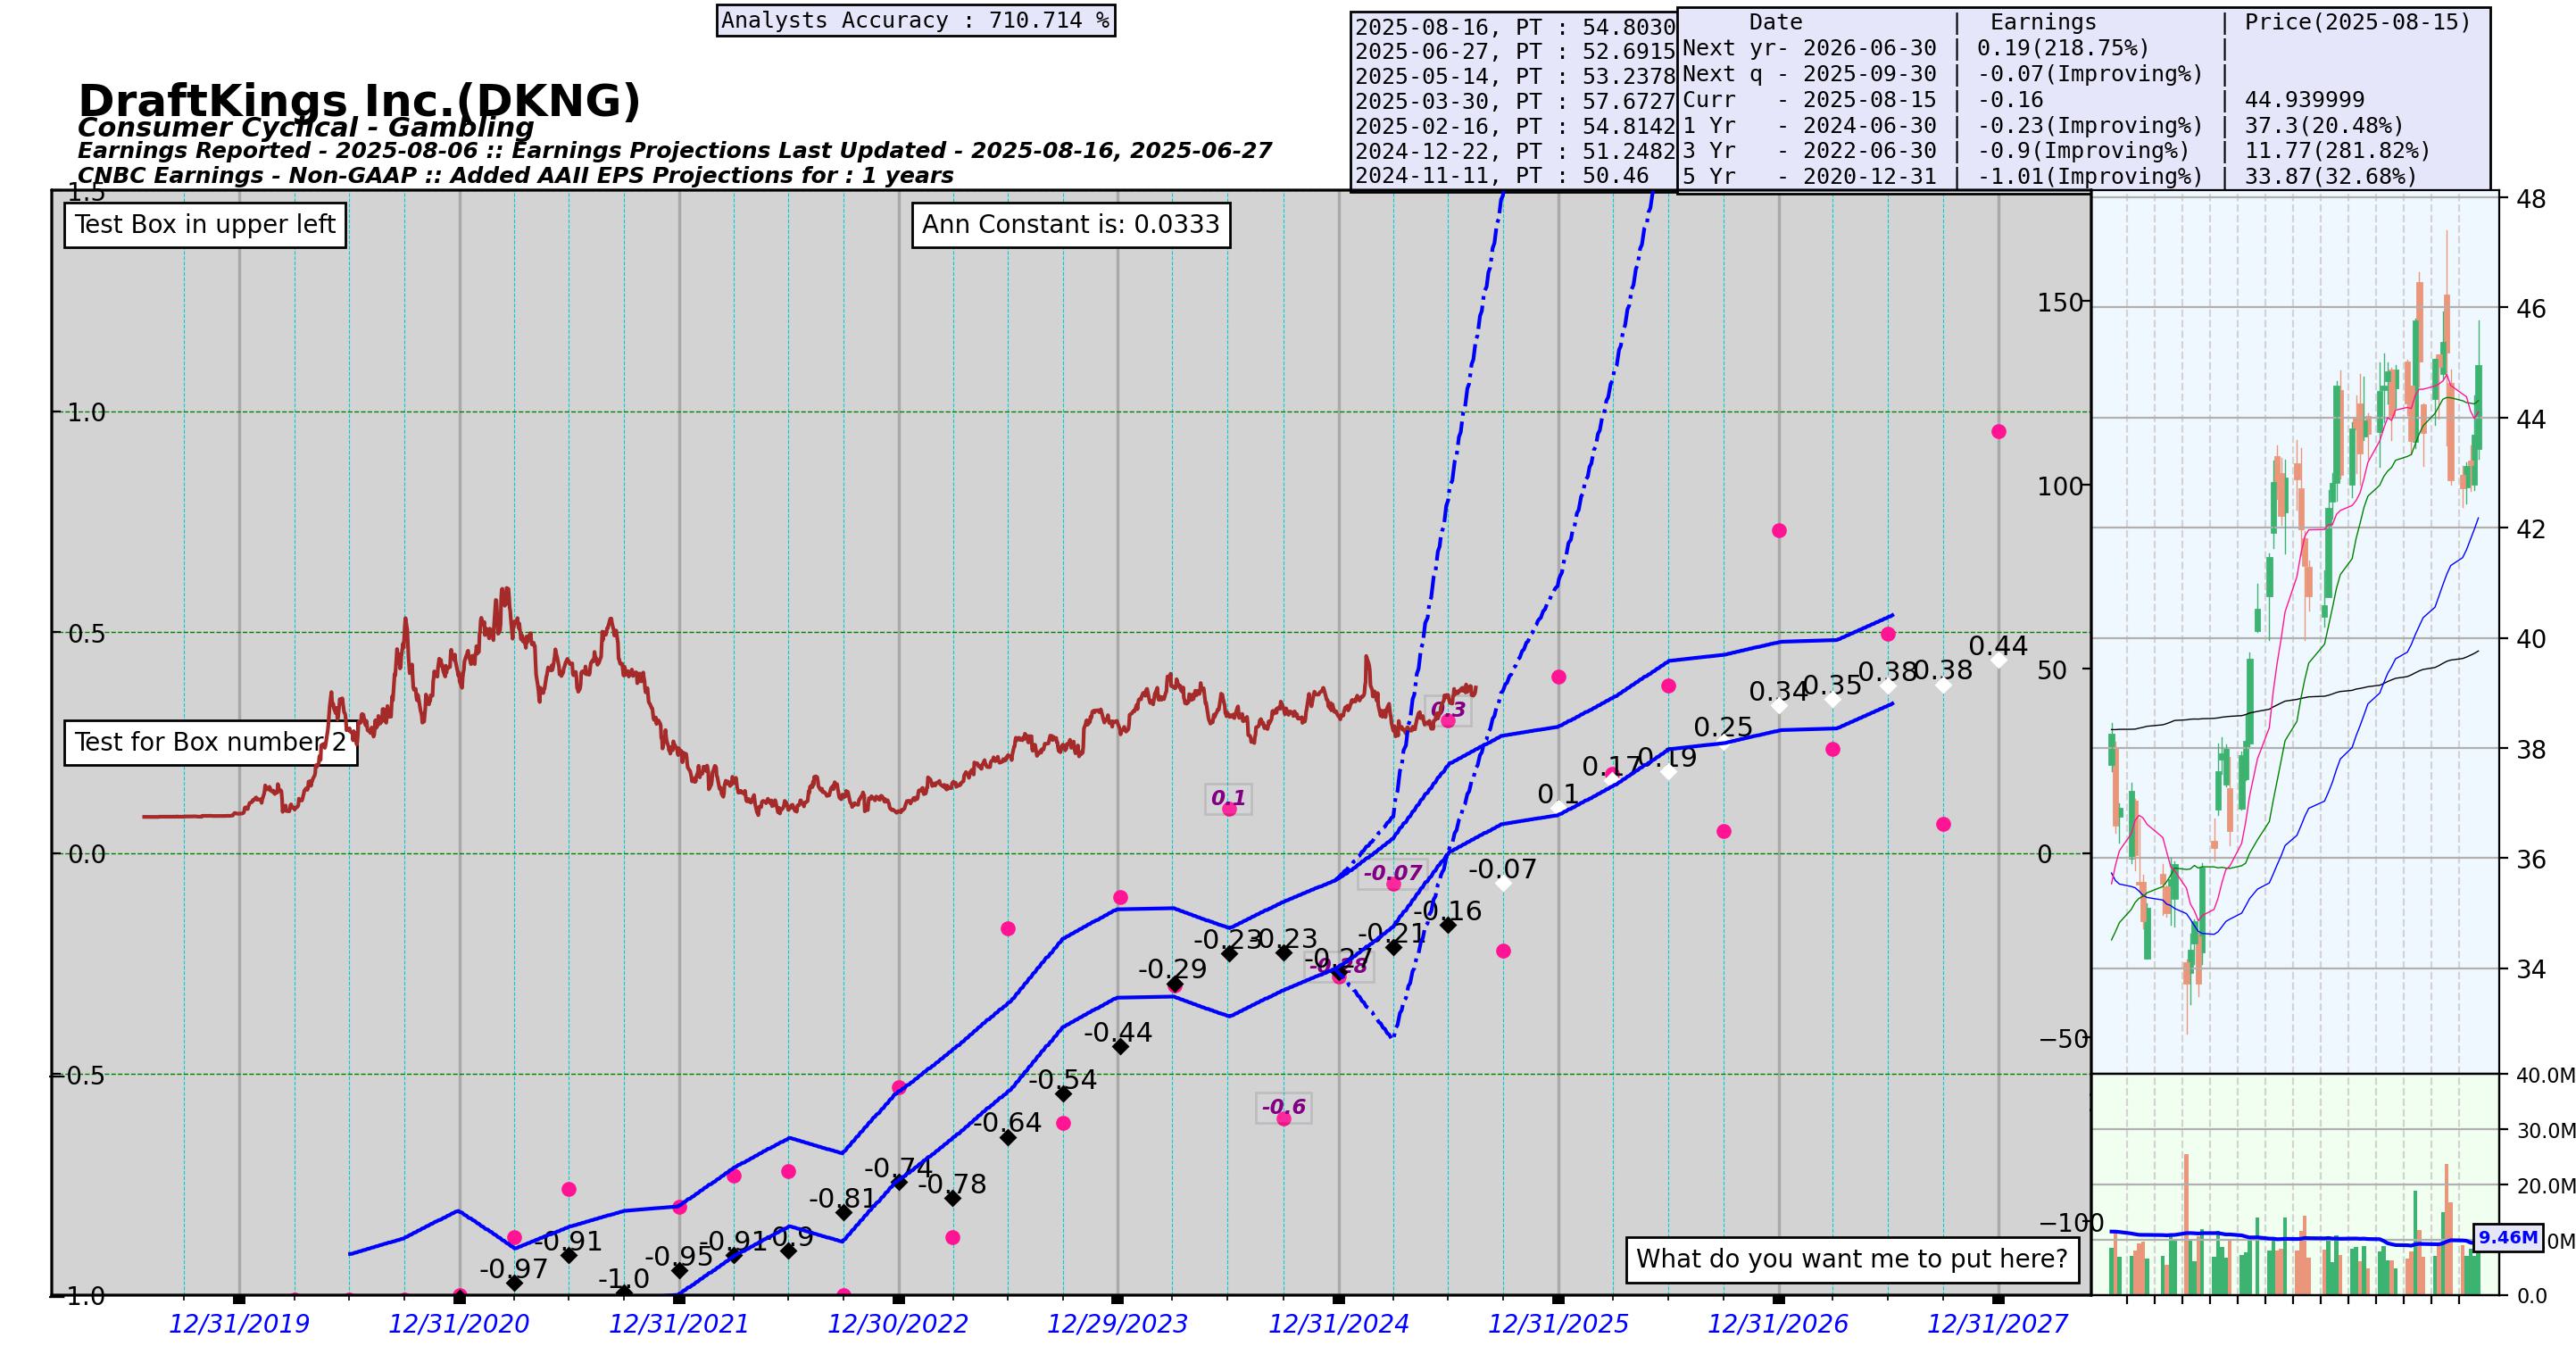 Analysts Accuracy : 710.714 %
2025-08-16, PT : 54.8030
2025-06-27, PT : 52.6915
2025-05-14, PT : 53.2378
2025-03-30, PT : 57.6727
2025-02-16, PT : 54.8142
2024-12-22, PT : 51.2482
2024-11-11, PT : 50.46
Date | Earnings | Price(2025-08-15)
Next yr- 2026-06-30 | 0.19(218.75%) |
Next q - 2025-09-30 | -0.07(Improving%) |
Curr - 2025-08-15 | -0.16 | 44.939999
1 Yr - 2024-06-30 | -0.23(Improving%) | 37.3(20.48%)
3 Yr - 2022-06-30 | -0.9(Improving%) | 11.77(281.82%)
5 Yr - 2020-12-31 | -1.01(Improving%) | 33.87(32.68%)
DraftKings Inc.(DKNG)
Consumer Cyclical - Gambling
Earnings Reported - 2025-08-06 :: Earnings Projections Last Updated - 2025-08-16, 2025-06-27
CNBC Earnings - Non-GAAP :: Added AAII EPS Projections for : 1 years
Test Box in upper left
Ann Constant is: 0.0333
Test for Box number 2
What do you want me to put here?
1.5
1.0
0.5
0.0
−0.5
−1.0
-0.97
-0.91
-1.0
-0.95
-0.91
-0.9
-0.81
-0.74
-0.78
-0.64
-0.54
-0.44
-0.29
-0.23
-0.23
-0.27
-0.21
-0.16
-0.07
0.1
0.17
0.19
0.25
0.34
0.35
0.38
0.38
0.44
0.1
-0.6
-0.28
-0.07
0.3
150
100
50
0
−50
−100
48
46
44
42
40
38
36
34
40.0M
30.0M
20.0M
0M
0.0
9.46M
12/31/2019
12/31/2020
12/31/2021
12/30/2022
12/29/2023
12/31/2024
12/31/2025
12/31/2026
12/31/2027